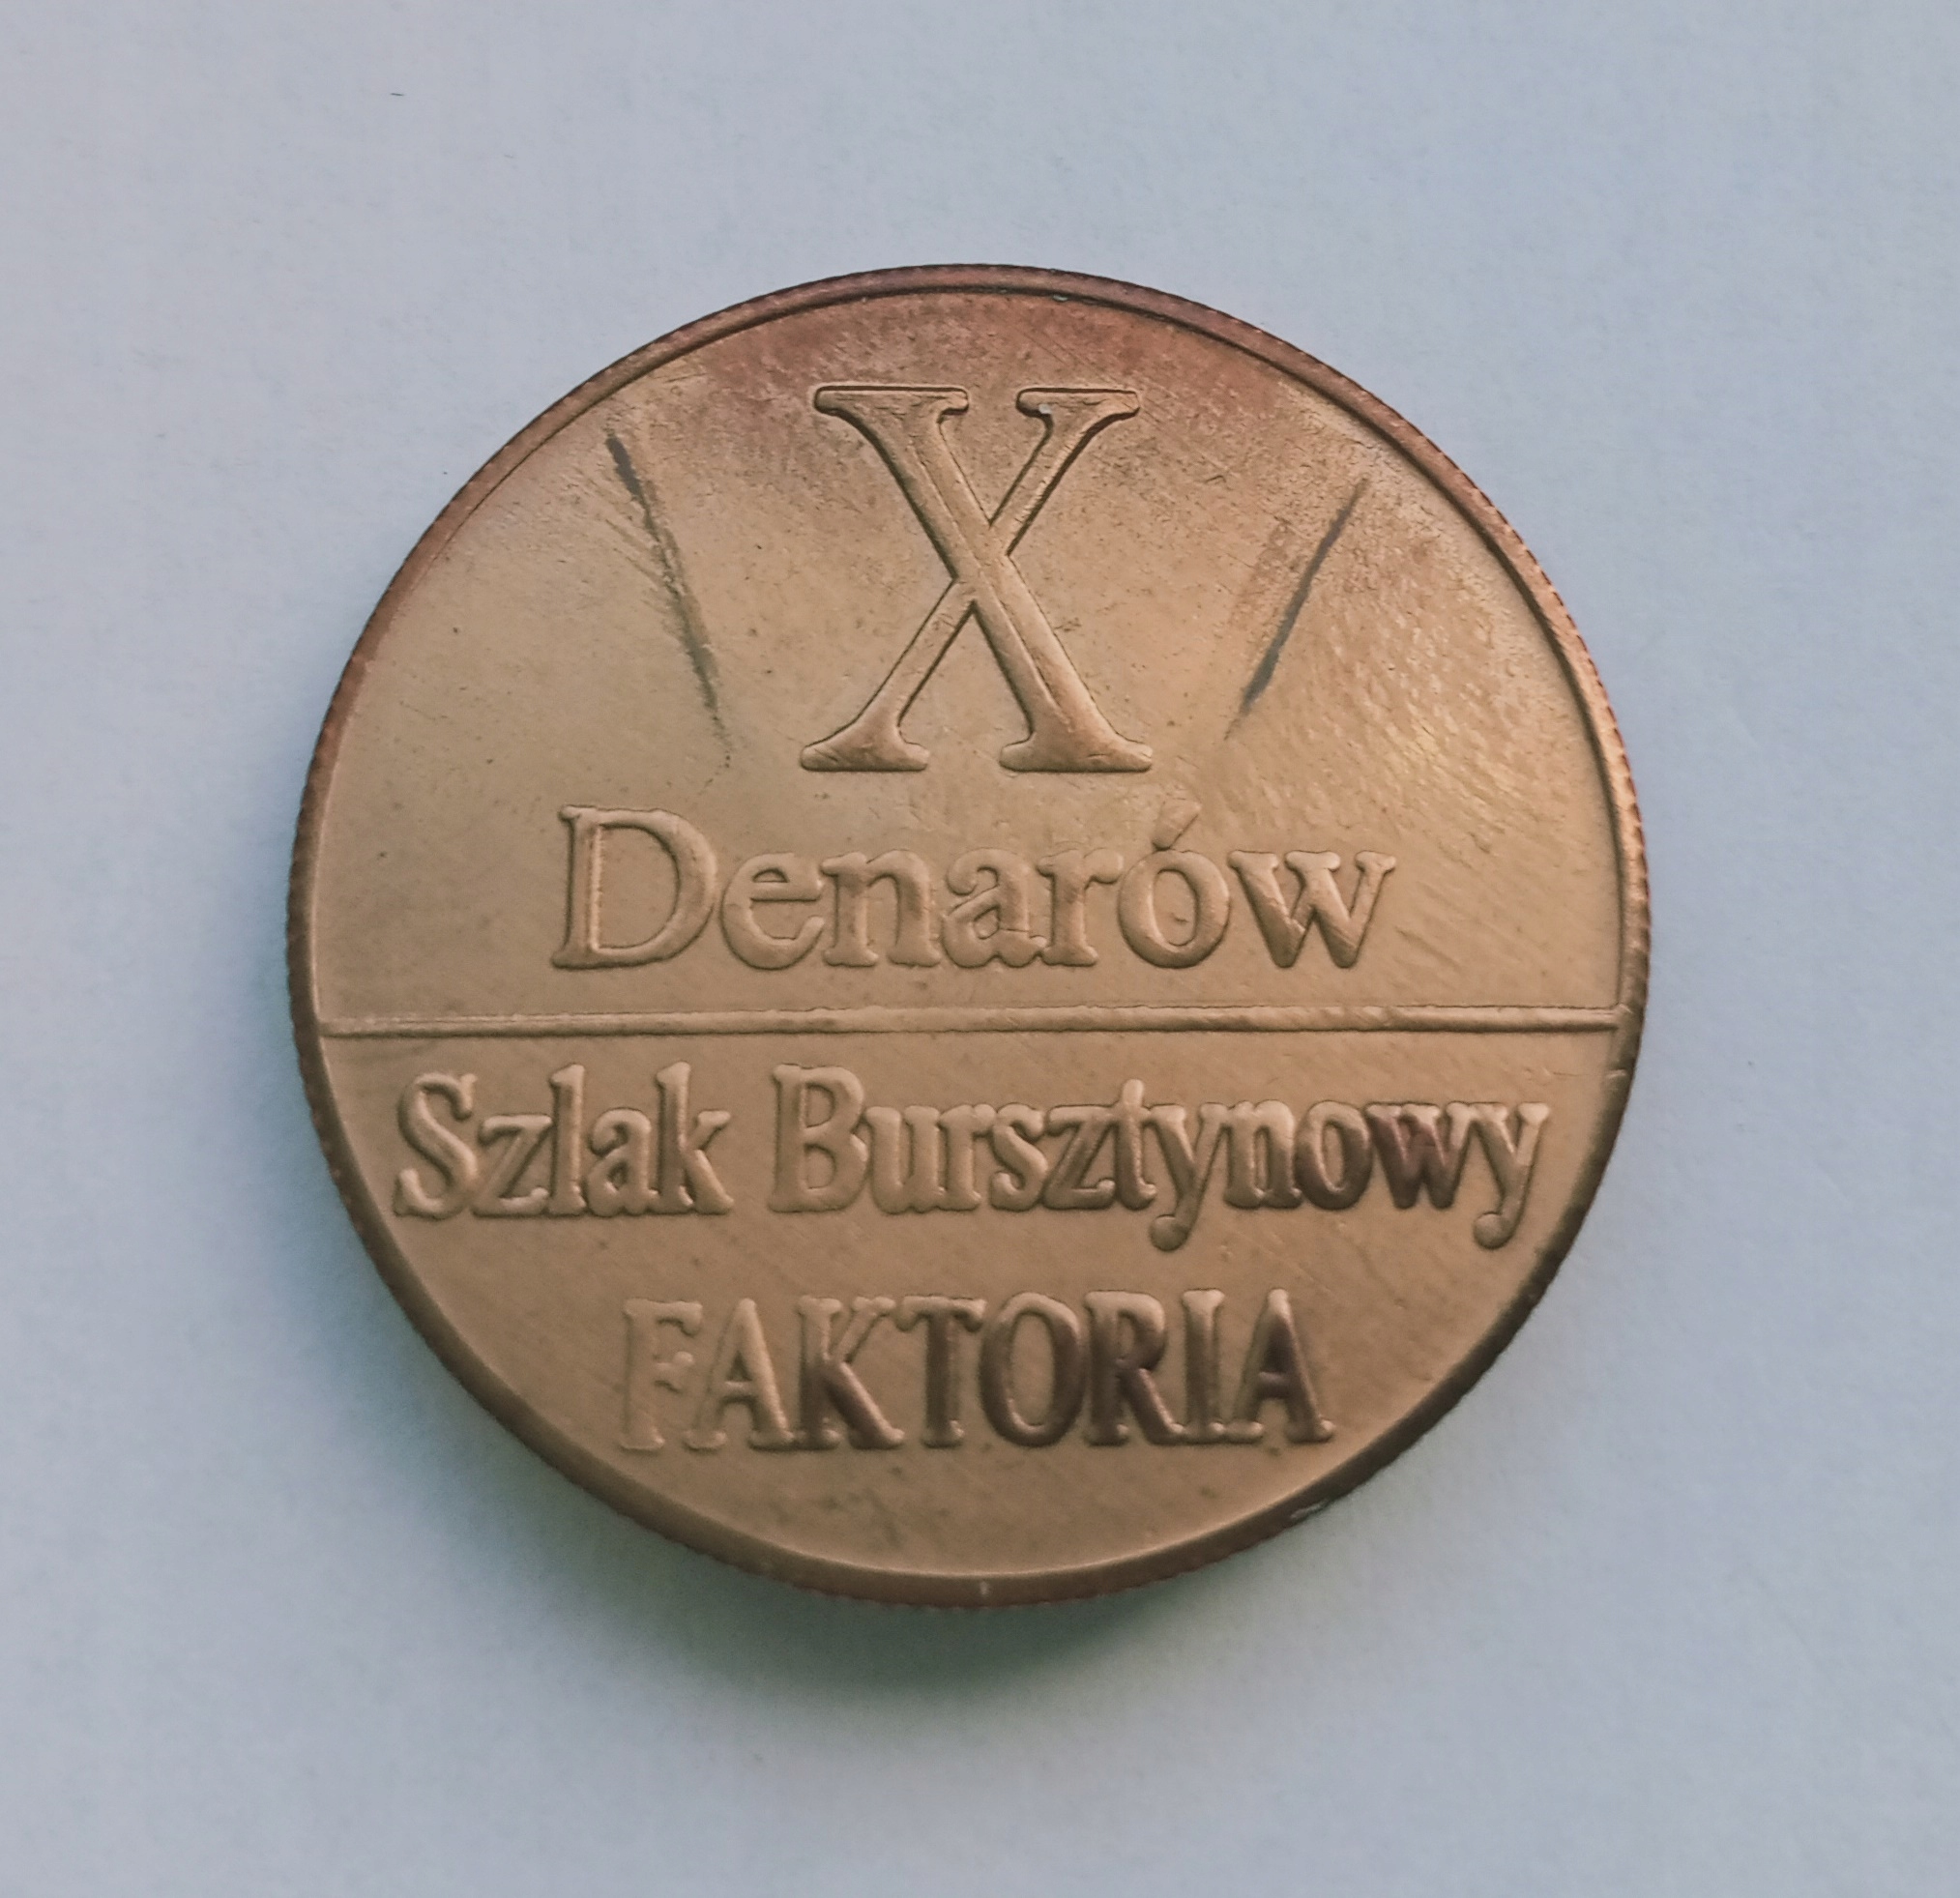 X
Denarów
Szlak Bursztynowy
FAKTORIA